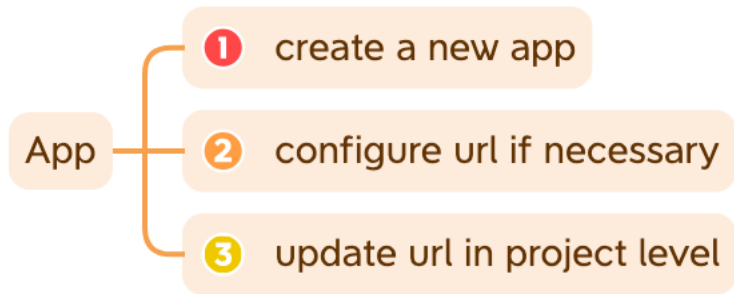 App
1 create a new app
2 configure url if necessary
3 update url in project level